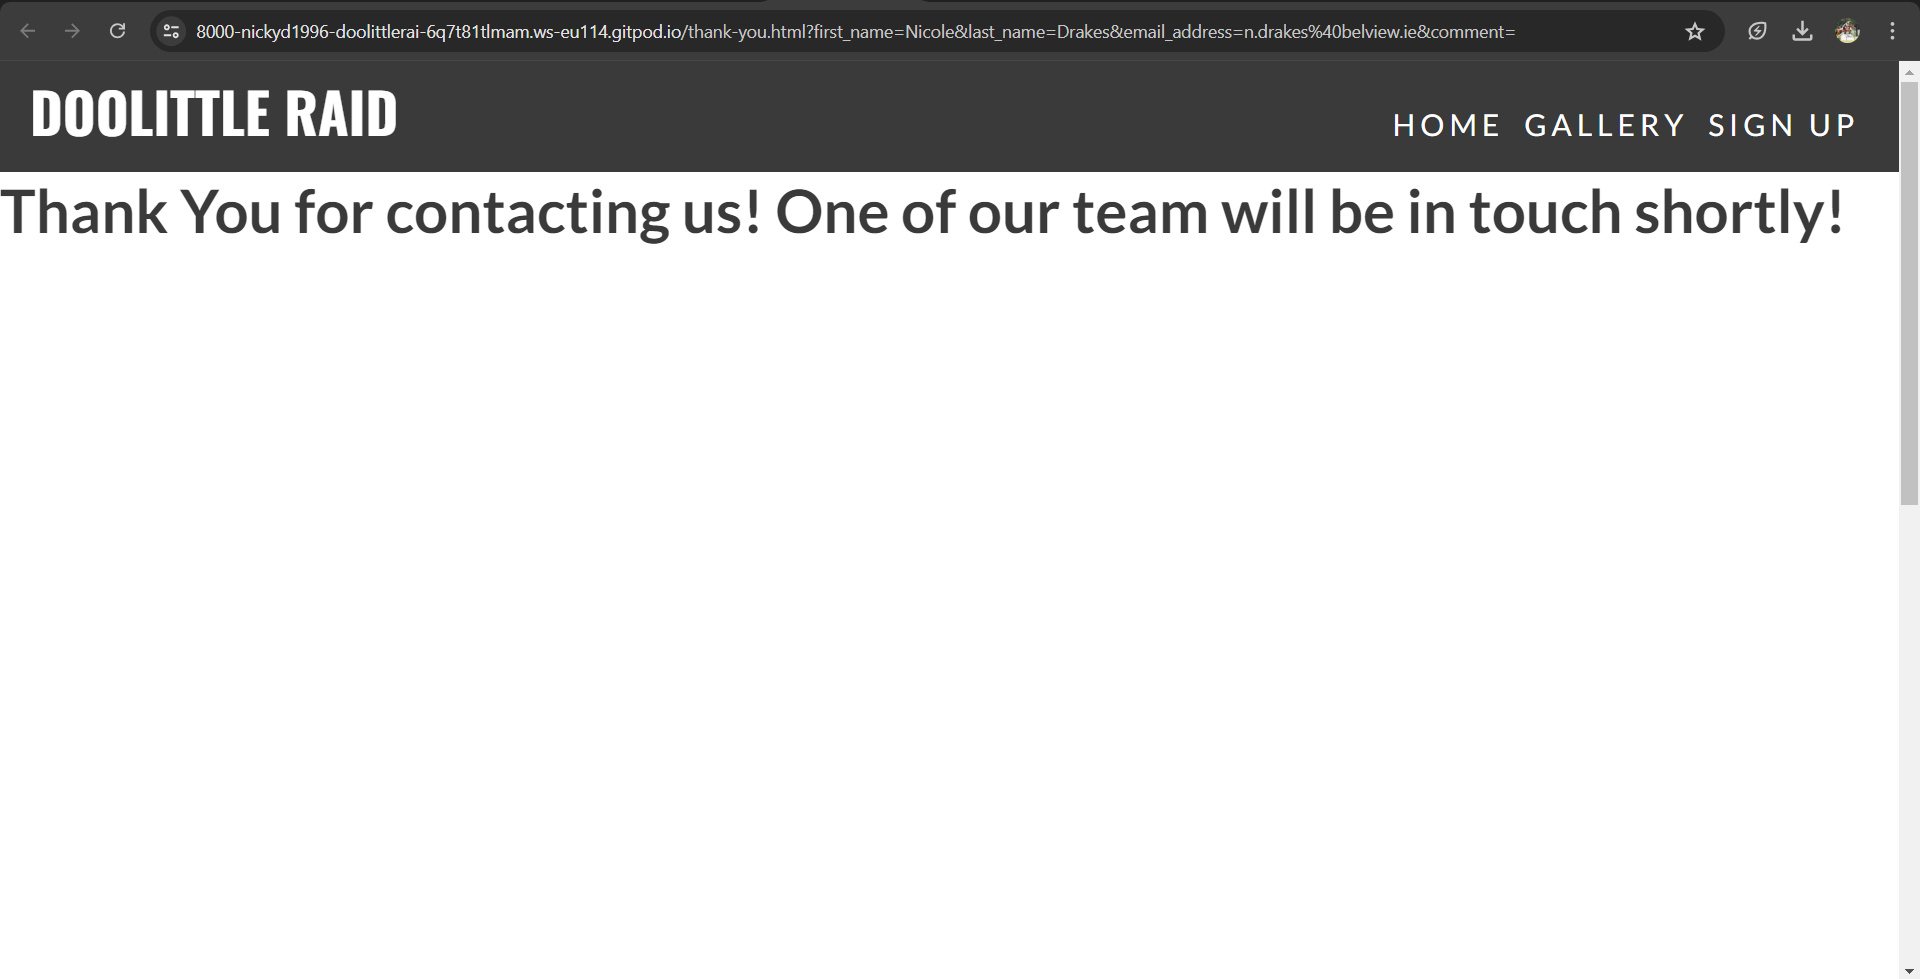 8000-nickyd1996-doolittlerai-6q7t81tlmam.ws-eu114.gitpod.io/thank-you.html?first_name=Nicole&last_name=Drakes&email_address=n.drakes%40belview.ie&comment=
DOOLITTLE RAID
HOME GALLERY SIGN UP
Thank You for contacting us! One of our team will be in touch shortly!